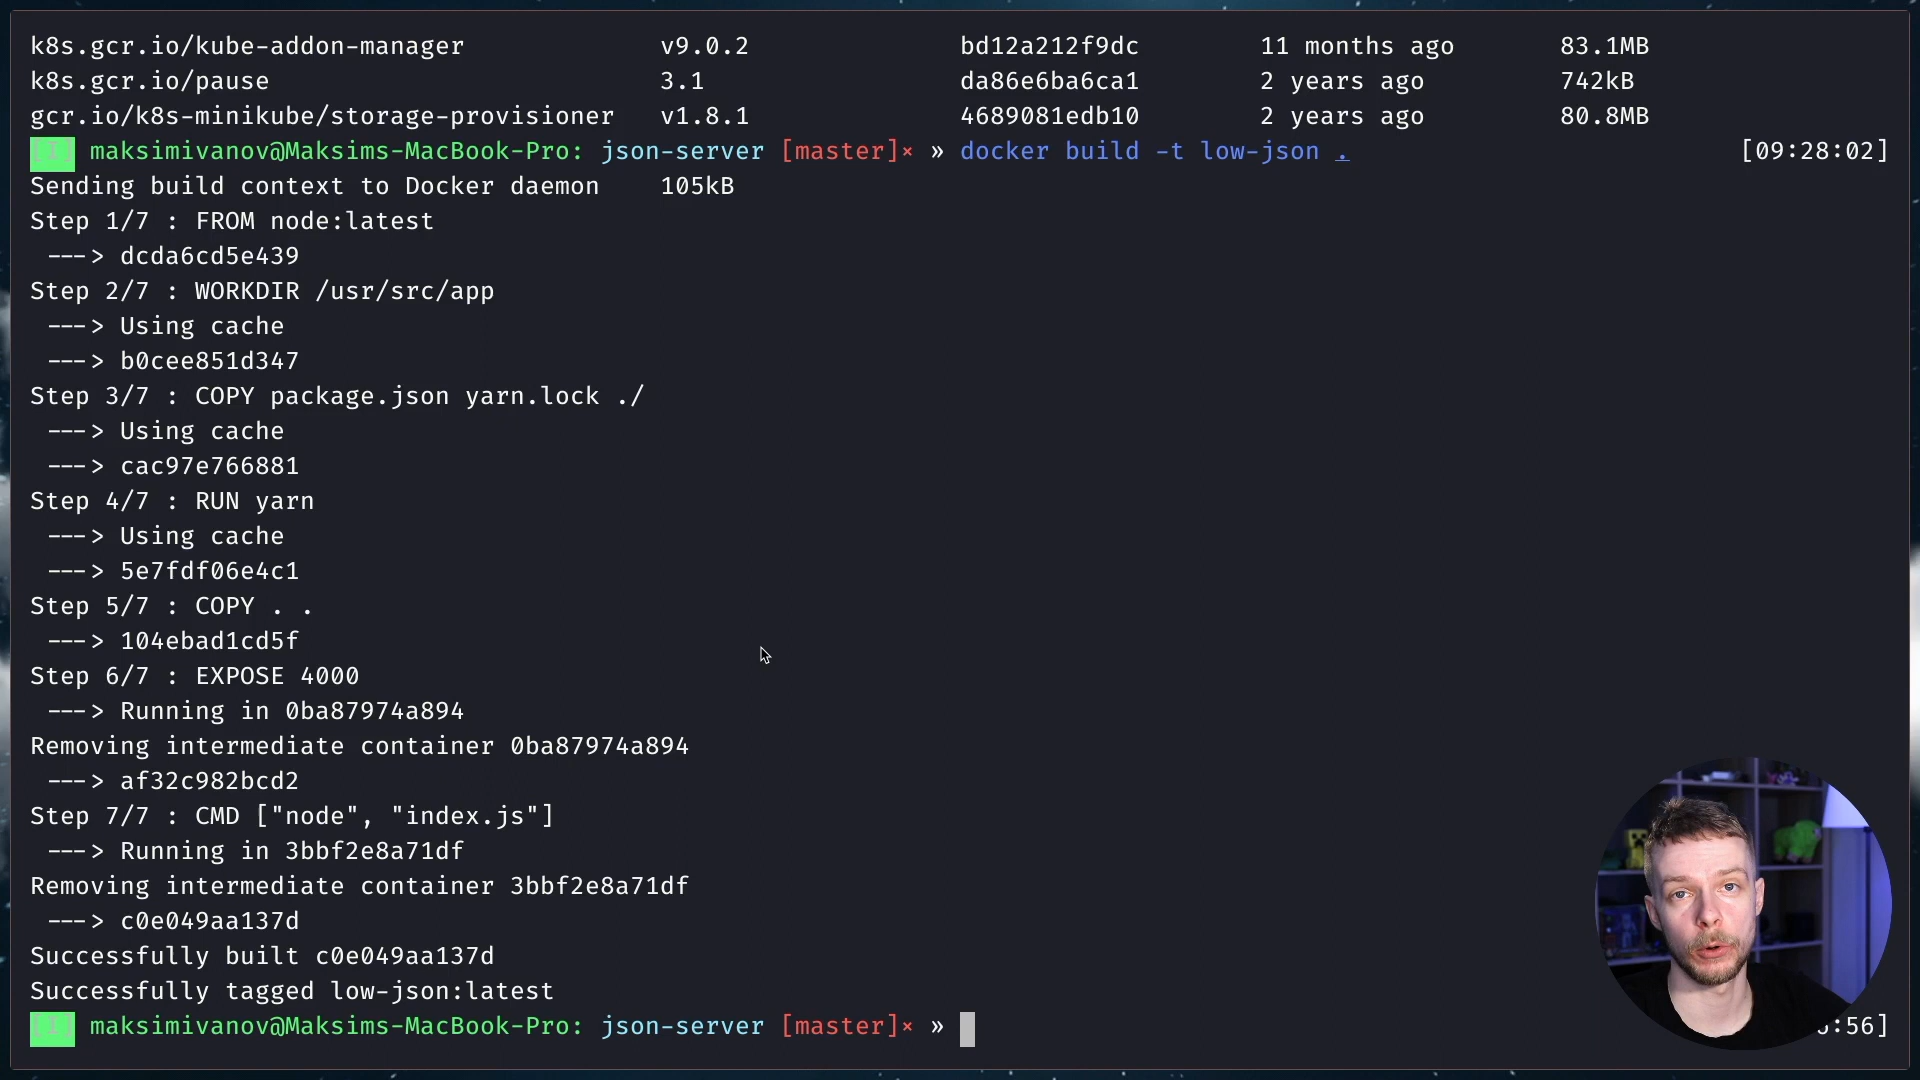 k8s.gcr.io/kube-addon-manager v9.0.2 bd12a212f9dc 11 months ago 83.1MB
k8s.gcr.io/pause 3.1 da86e6ba6ca1 2 years ago 742kB
gcr.io/k8s-minikube/storage-provisioner v1.8.1 4689081edb10 2 years ago 80.8MB
[I] maksimivanov@Maksims-MacBook-Pro: json-server [master]× » docker build -t low-json . [09:28:02]
Sending build context to Docker daemon 105kB
Step 1/7 : FROM node:latest
---> dcda6cd5e439
Step 2/7 : WORKDIR /usr/src/app
---> Using cache
---> b0cee851d347
Step 3/7 : COPY package.json yarn.lock ./
---> Using cache
---> cac97e766881
Step 4/7 : RUN yarn
---> Using cache
---> 5e7fdf06e4c1
Step 5/7 : COPY . .
---> 104ebad1cd5f
Step 6/7 : EXPOSE 4000
---> Running in 0ba87974a894
Removing intermediate container 0ba87974a894
---> af32c982bcd2
Step 7/7 : CMD ["node", "index.js"]
---> Running in 3bbf2e8a71df
Removing intermediate container 3bbf2e8a71df
---> c0e049aa137d
Successfully built c0e049aa137d
Successfully tagged low-json:latest
[I] maksimivanov@Maksims-MacBook-Pro: json-server [master]× » :56]